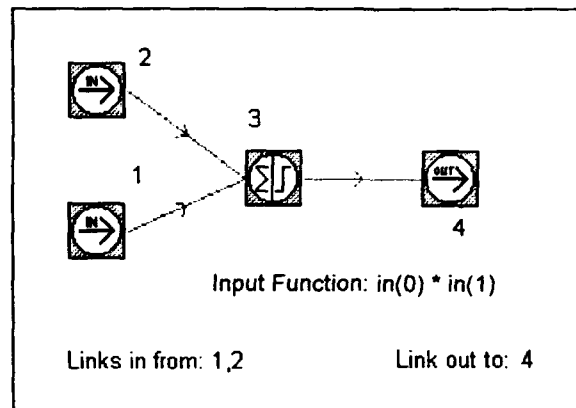 2
IN
3
1
IN
Σ
OUT
4
Input Function: in(0) * in(1)
Links in from: 1,2
Link out to: 4